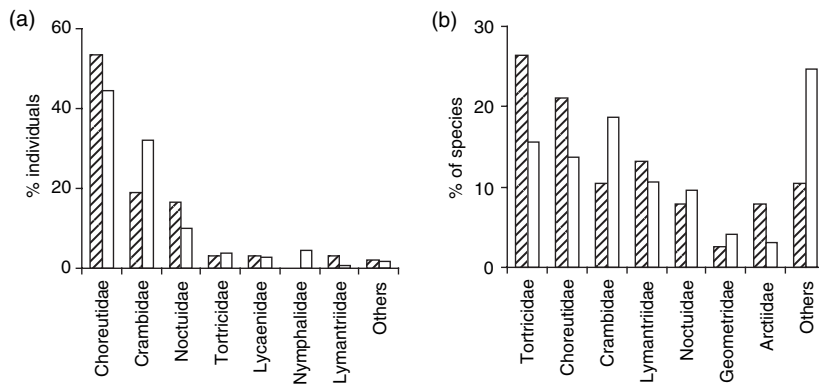 (a)
60
40
20
0
% individuals
Choreutidae
Crambidae
Noctuidae
Tortricidae
Lycaenidae
Nymphalidae
Lymantriidae
Others
(b)
30
20
10
0
% of species
Tortricidae
Choreutidae
Crambidae
Lymantriidae
Noctuidae
Geometridae
Arctiidae
Others